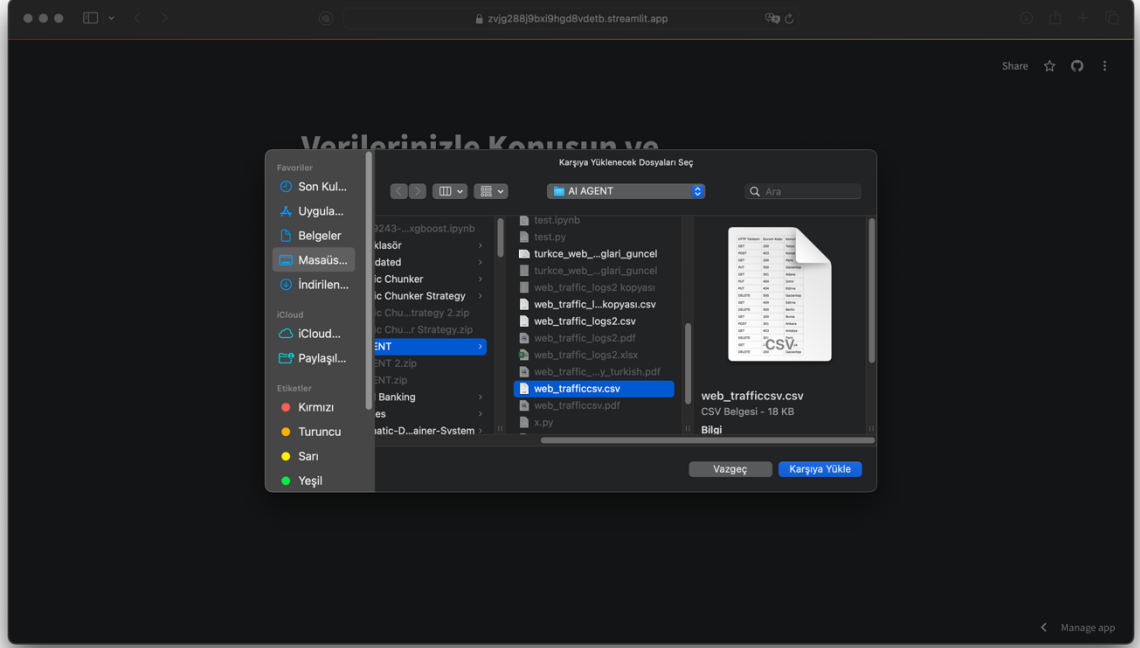 zvjg288j9bxi9hgd8vdetb.streamlit.app
Share
Verilerinizle Konuşun ve
Karşıya Yüklenecek Dosyaları Seç
AI AGENT
Ara
Favoriler
Son Kul...
Uygula...
Belgeler
Masaüs...
İndirilen...
iCloud
iCloud...
Paylaşıl...
Etiketler
Kırmızı
Turuncu
Sarı
Yeşil
9243-...xgboost.ipynb
klasör
dated
ic Chunker
ic Chunker Strategy
ic Chu...trategy 2.zip
ic Chu...r Strategy.zip
ENT
ENT 2.zip
ENT.zip
l Banking
es
test.ipynb
test.py
turkce_web_...glari_guncel
turkce_web_...glari_guncel
web_traffic_logs2 kopyası
web_traffic_l...kopyası.csv
web_traffic_logs2.csv
web_traffic_logs2.pdf
web_traffic_logs2.xlsx
web_traffic_...y_turkish.pdf
web_trafficcsv.csv
web_trafficcsv.pdf
x.py
CSV
web_trafficcsv.csv
CSV Belgesi - 18 KB
Bilgi
Vazgeç
Karşıya Yükle
Manage app